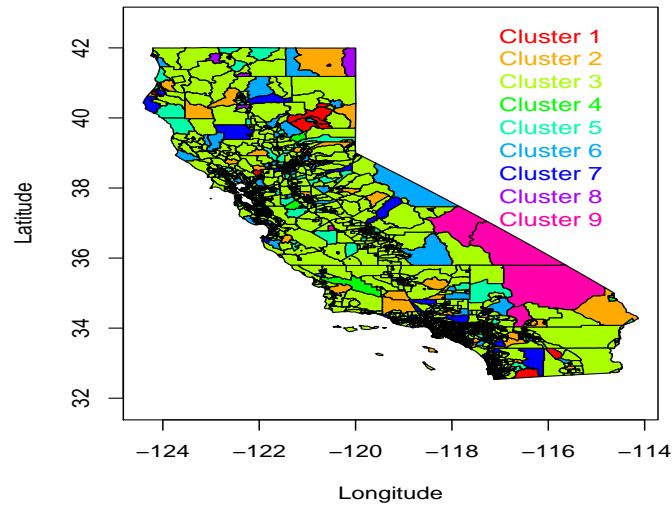 Cluster 1
Cluster 2
Cluster 3
Cluster 4
Cluster 5
Cluster 6
Cluster 7
Cluster 8
Cluster 9
Latitude
42
40
38
36
34
32
−124
−122
−120
−118
−116
−114
Longitude